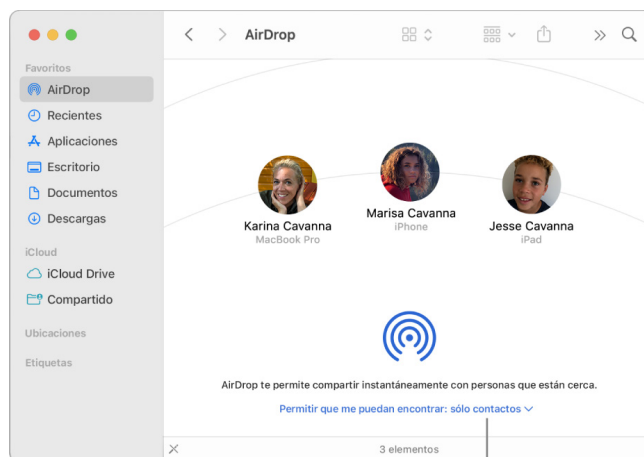 AirDrop
Favoritos
AirDrop
Recientes
Aplicaciones
Escritorio
Documentos
Descargas
iCloud
iCloud Drive
Compartido
Ubicaciones
Etiquetas
Karina Cavanna
MacBook Pro
Marisa Cavanna
iPhone
Jesse Cavanna
iPad
AirDrop te permite compartir instantáneamente con personas que están cerca.
Permitir que me puedan encontrar: sólo contactos
3 elementos